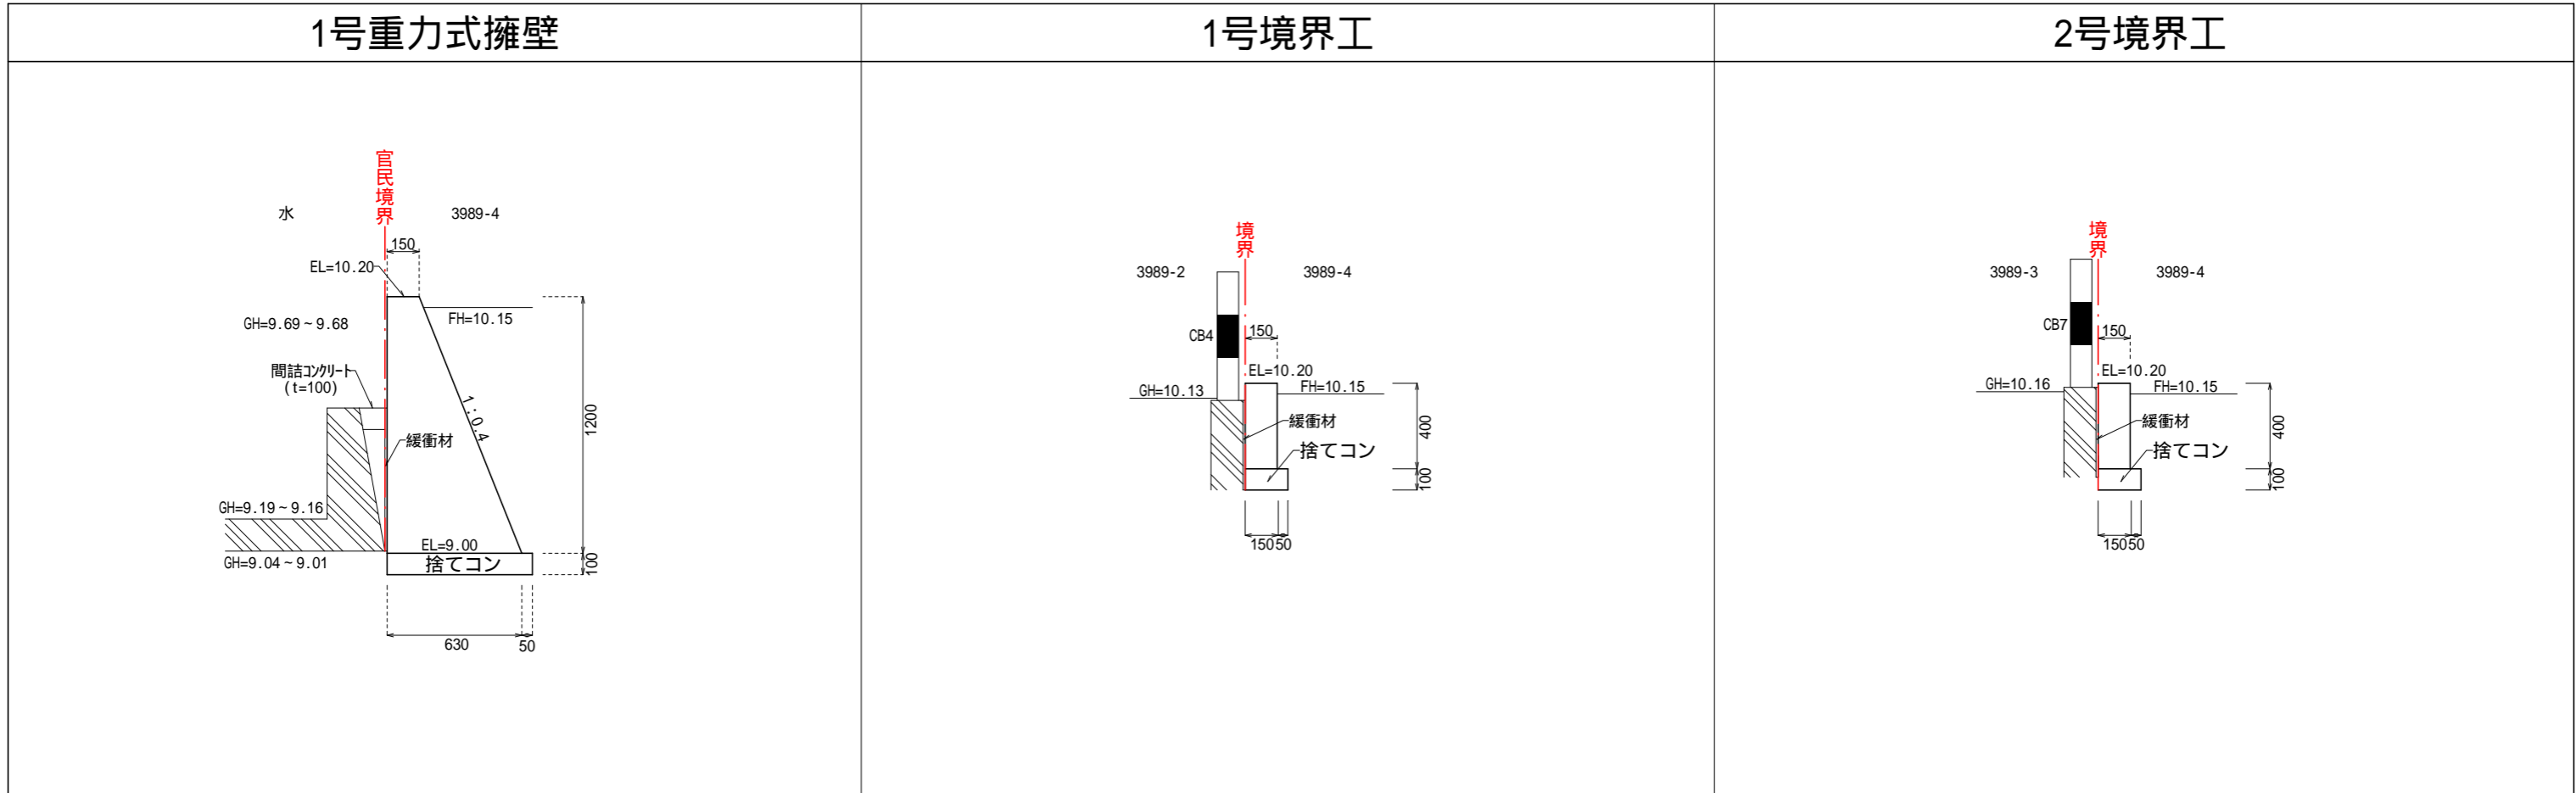 1号重力式擁壁
官民境界
水
3989-4
150
EL=10.20
GH=9.69～9.68
FH=10.15
間詰コンクリート
(t=100)
1:0.4
1200
緩衝材
GH=9.19～9.16
EL=9.00
捨てコン
GH=9.04～9.01
100
630
50
1号境界工
境界
3989-2
3989-4
CB4
150
EL=10.20
GH=10.13
FH=10.15
緩衝材
400
捨てコン
100
150
50
2号境界工
境界
3989-3
3989-4
CB7
150
EL=10.20
GH=10.16
FH=10.15
緩衝材
400
捨てコン
100
150
50